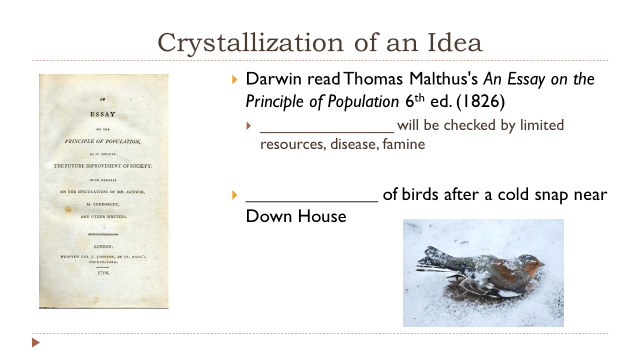 Crystallization of an Idea
AN
ESSAY
ON THE
PRINCIPLE OF POPULATION,
AS IT AFFECTS
THE FUTURE IMPROVEMENT OF SOCIETY.
WITH REMARKS
ON THE SPECULATIONS OF MR. GODWIN,
M. CONDORCET,
AND OTHER WRITERS.
LONDON:
PRINTED FOR J. JOHNSON, IN ST. PAUL'S
CHURCH-YARD.
1798.
Darwin read Thomas Malthus's An Essay on the
Principle of Population 6th ed. (1826)
________________ will be checked by limited
resources, disease, famine
______________ of birds after a cold snap near
Down House